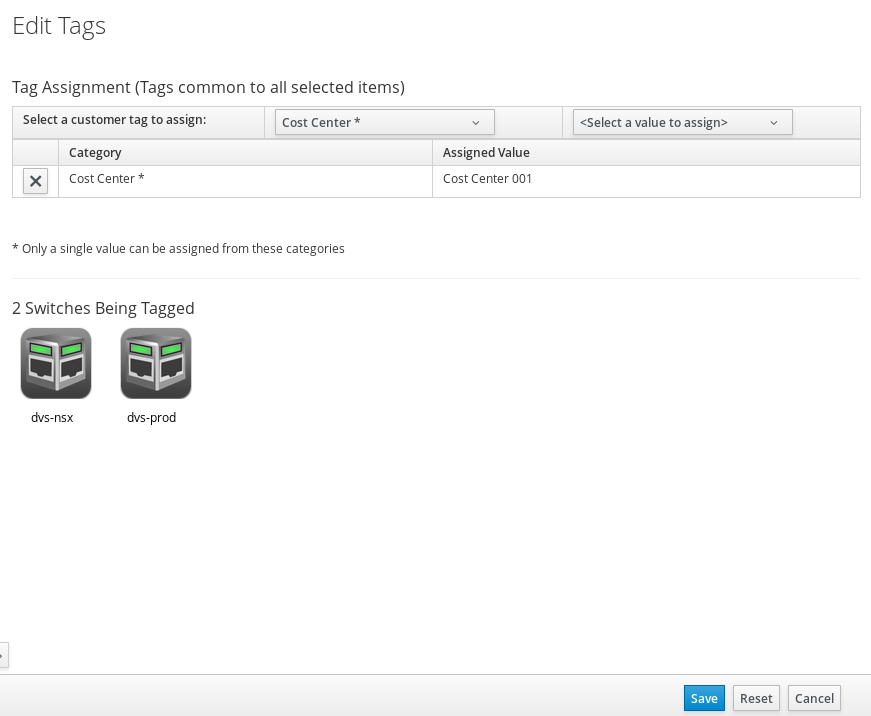 Edit Tags
Tag Assignment (Tags common to all selected items)
Select a customer tag to assign: Cost Center * <Select a value to assign>
Category Assigned Value
Cost Center * Cost Center 001
* Only a single value can be assigned from these categories
2 Switches Being Tagged
dvs-nsx dvs-prod
Save Reset Cancel